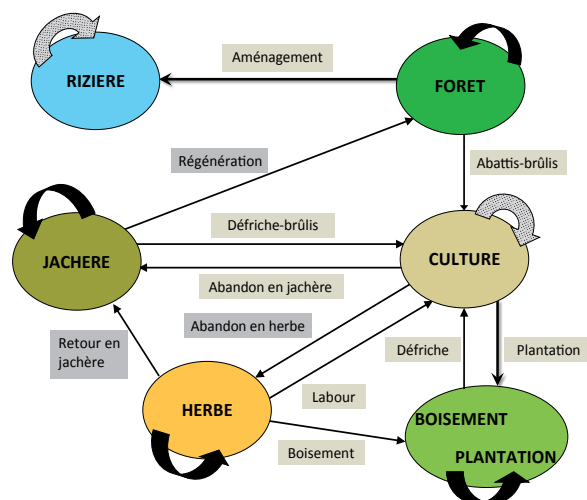 Aménagement
RIZIERE
FORET
Régénération
Abattis-brûlis
Défriche-brûlis
JACHERE
CULTURE
Abandon en jachère
Abandon en herbe
Retour en
jachère
Défriche
Plantation
Labour
HERBE
BOISEMENT
Boisement
PLANTATION